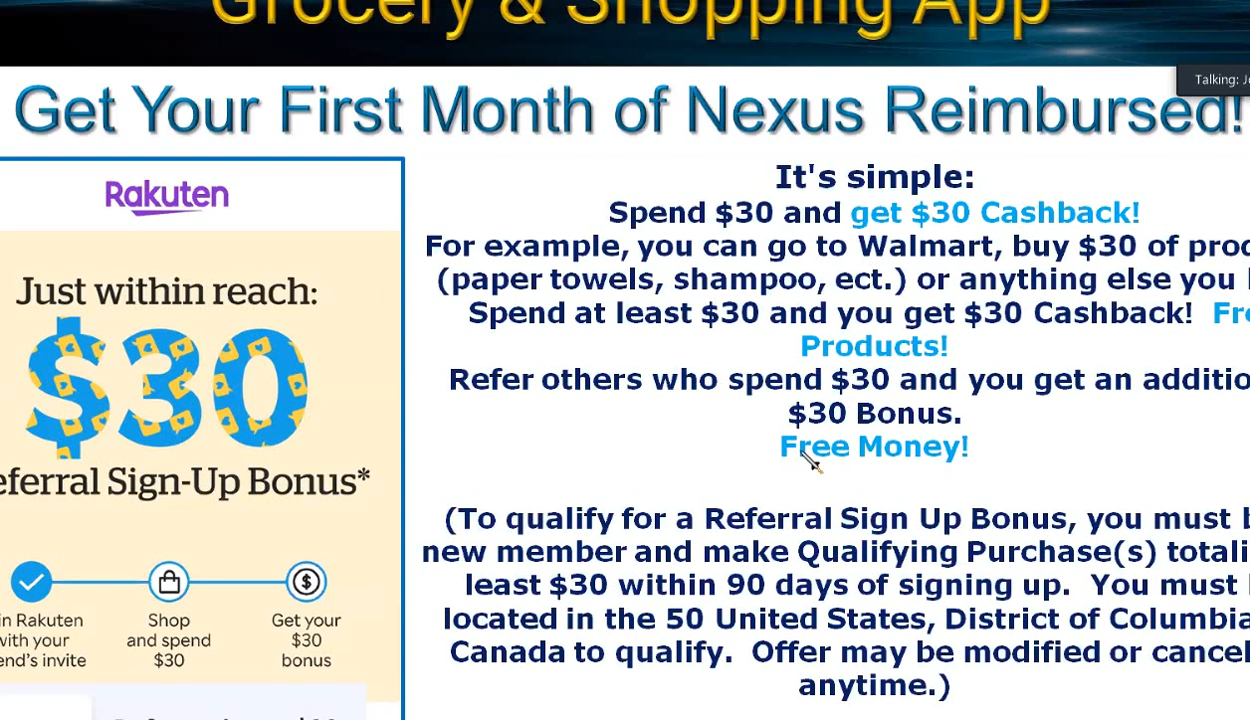 Grocery & Shopping App
Talking:
Get Your First Month of Nexus Reimbursed!
Rakuten
Just within reach:
$30
Referral Sign-Up Bonus*
in Rakuten
with your
end's invite
Shop
and spend
$30
Get your
$30
bonus
It's simple:
Spend $30 and get $30 Cashback!
For example, you can go to Walmart, buy $30 of
(paper towels, shampoo, ect.) or anything else you
Spend at least $30 and you get $30 Cashback!
Products!
Refer others who spend $30 and you get an
$30 Bonus.
Free Money!
(To qualify for a Referral Sign Up Bonus, you must
new member and make Qualifying Purchase(s)
least $30 within 90 days of signing up. You must
located in the 50 United States, District of Columbia
Canada to qualify. Offer may be modified or
anytime.)